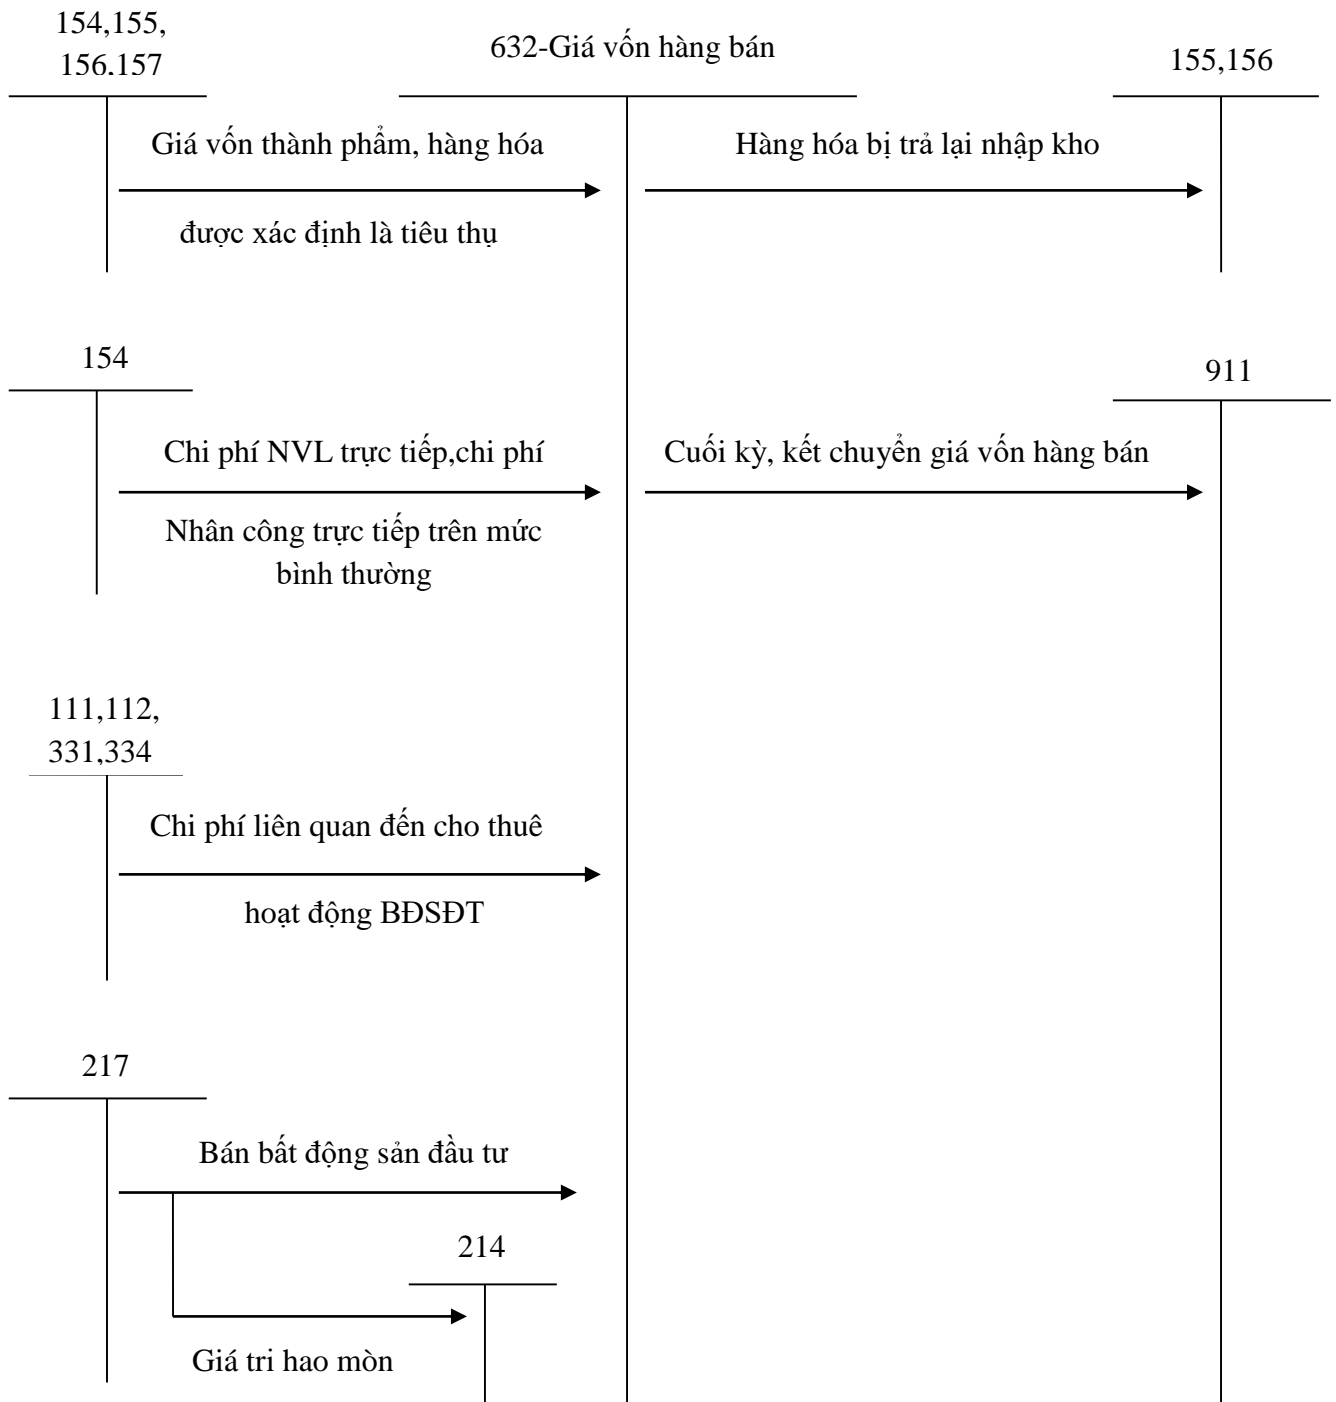 154,155,
156,157
632-Giá vốn hàng bán
155,156
Giá vốn thành phẩm, hàng hóa
Hàng hóa bị trả lại nhập kho
được xác định là tiêu thụ
154
911
Chi phí NVL trực tiếp,chi phí
Cuối kỳ, kết chuyển giá vốn hàng bán
Nhân công trực tiếp trên mức
bình thường
111,112,
331,334
Chi phí liên quan đến cho thuê
hoạt động BĐSĐT
217
Bán bất động sản đầu tư
214
Giá tri hao mòn